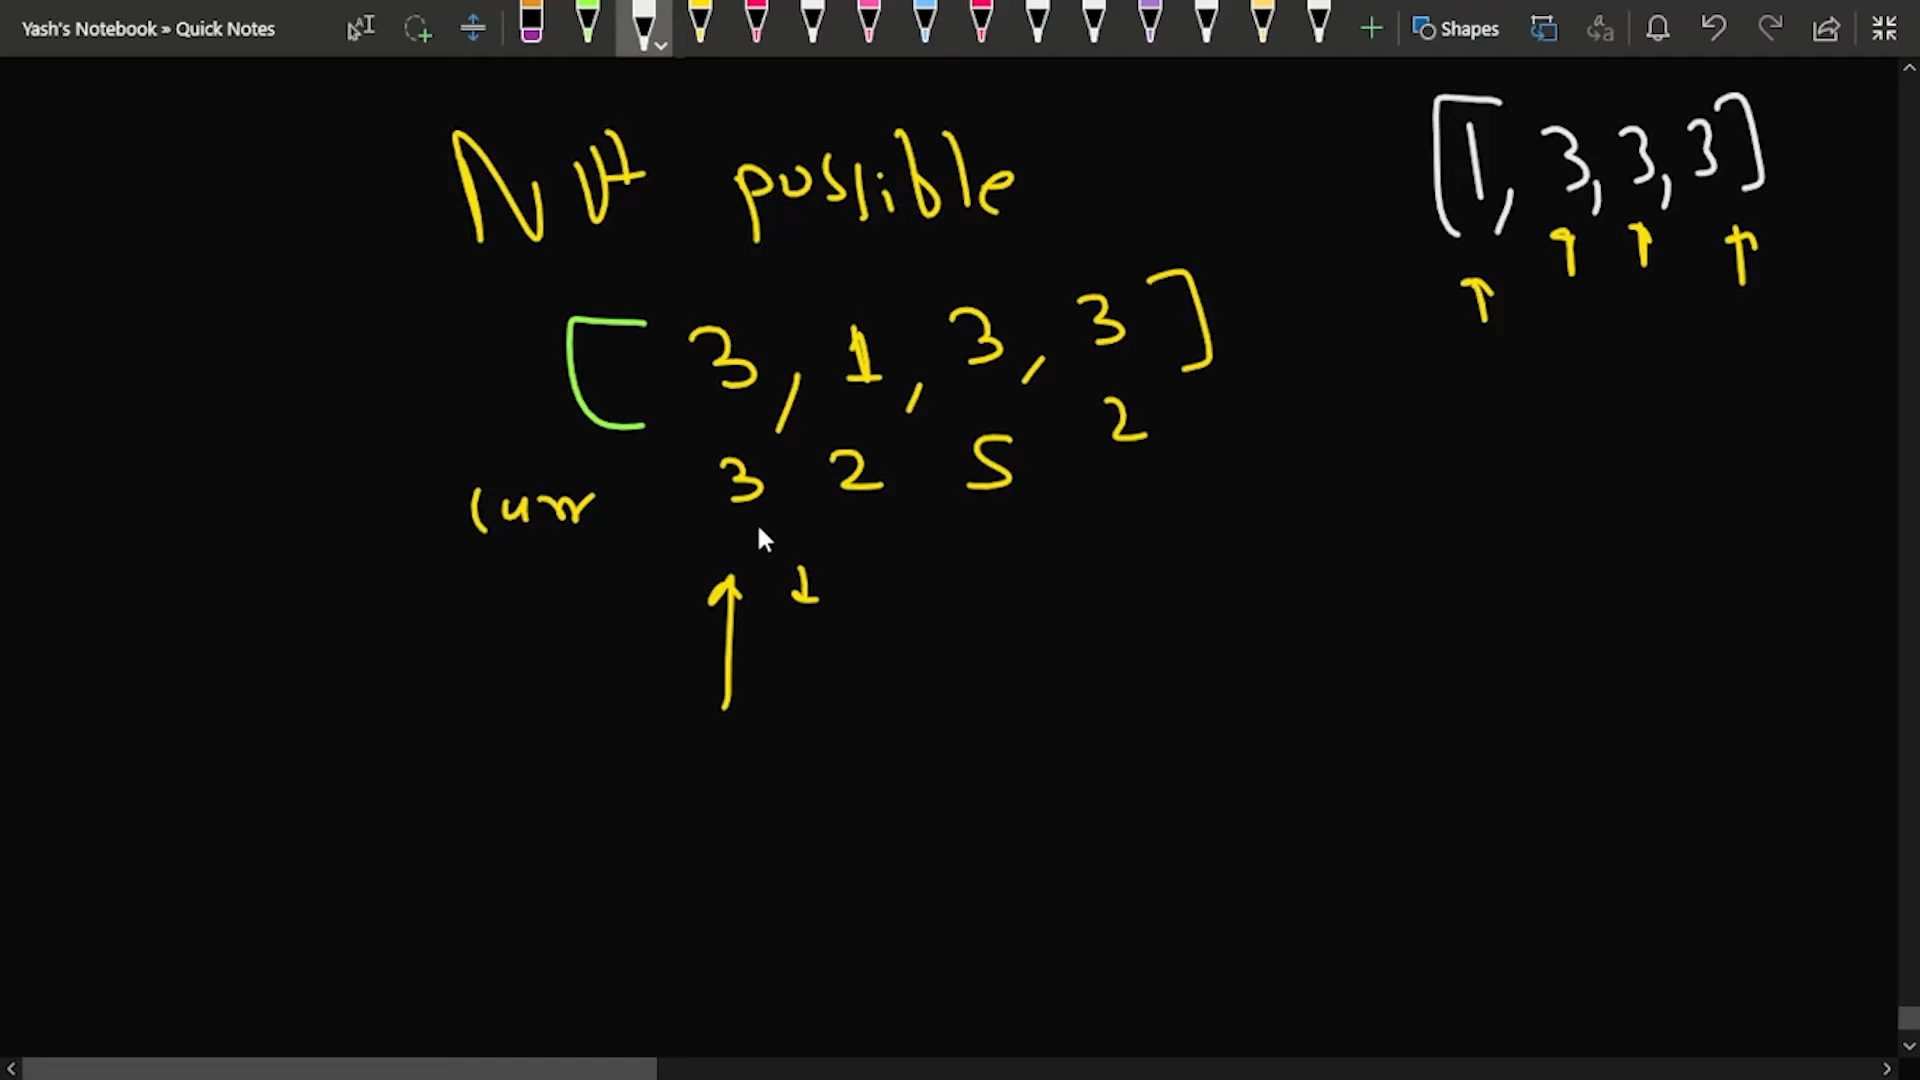 Yash's Notebook » Quick Notes
Shapes
Not possible
[1, 3, 3, 3]
[3, 1, 3, 3]
curr 3 2 5 2
1